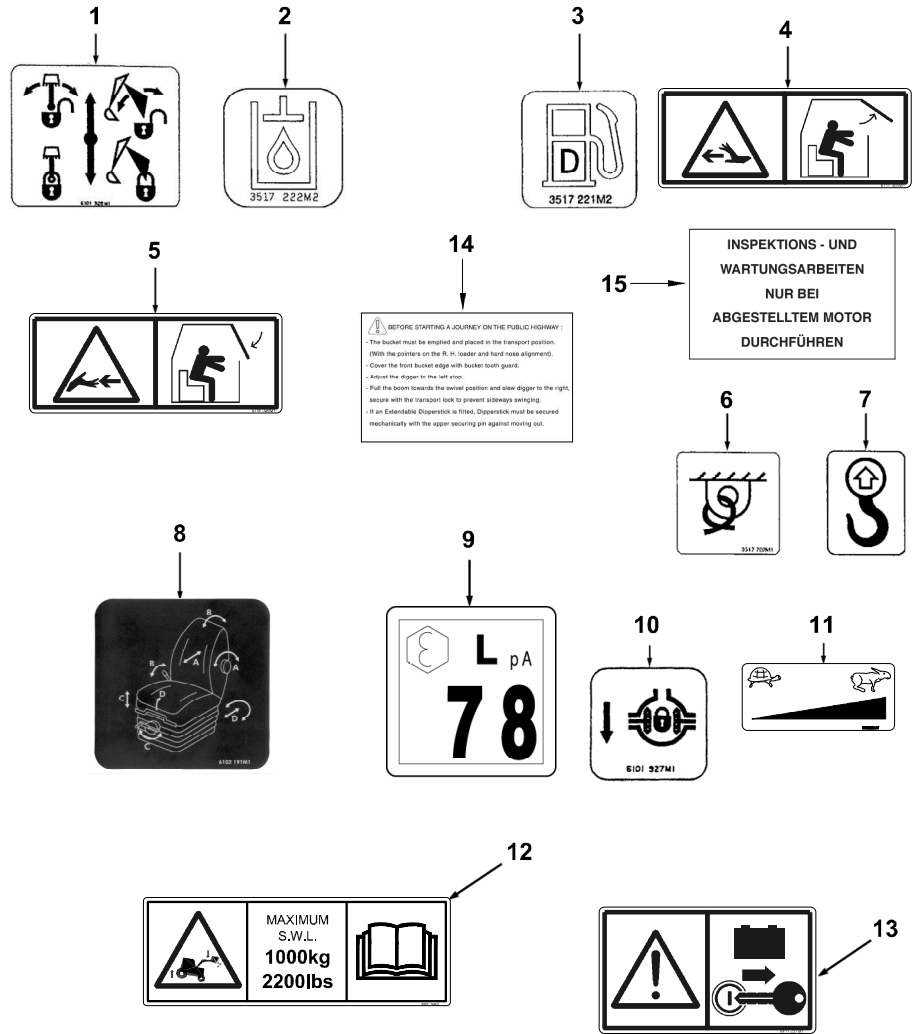 1
2
3
4
6101 928M1
3517 222M2
D
3517 221M2
5
14
15
INSPEKTIONS - UND
WARTUNGSARBEITEN
NUR BEI
ABGESTELLTEM MOTOR
DURCHFÜHREN
BEFORE STARTING A JOURNEY ON THE PUBLIC HIGHWAY :
- The bucket must be emptied and placed in the transport position.
(With the pointers on the R. H. loader and hard nose alignment).
- Cover the front bucket edge with bucket tooth guard.
- Adjust the digger to the left stop.
- Pull the boom towards the swivel position and slew digger to the right,
secure with the transport lock to prevent sideways swinging.
- If an Extendable Dipperstick is fitted, Dipperstick must be secured
mechanically with the upper securing pin against moving out.
6
7
3517 702M1
8
9
10
11
B
A
B
A
C
D
D
C
6102 191M1
L pA
78
6101 927M1
12
13
MAXIMUM
S.W.L.
1000kg
2200lbs